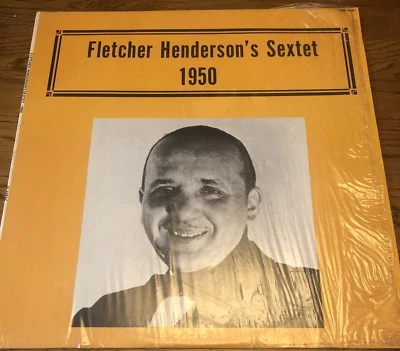 Fletcher Henderson's Sextet
1950